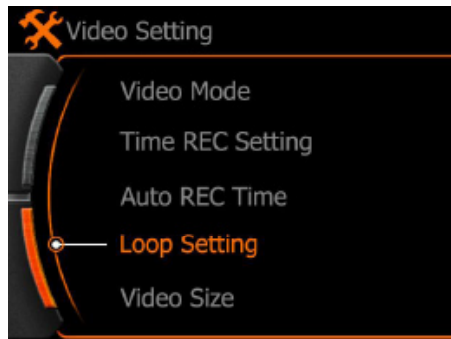 Video Setting
Video Mode
Time REC Setting
Auto REC Time
Loop Setting
Video Size